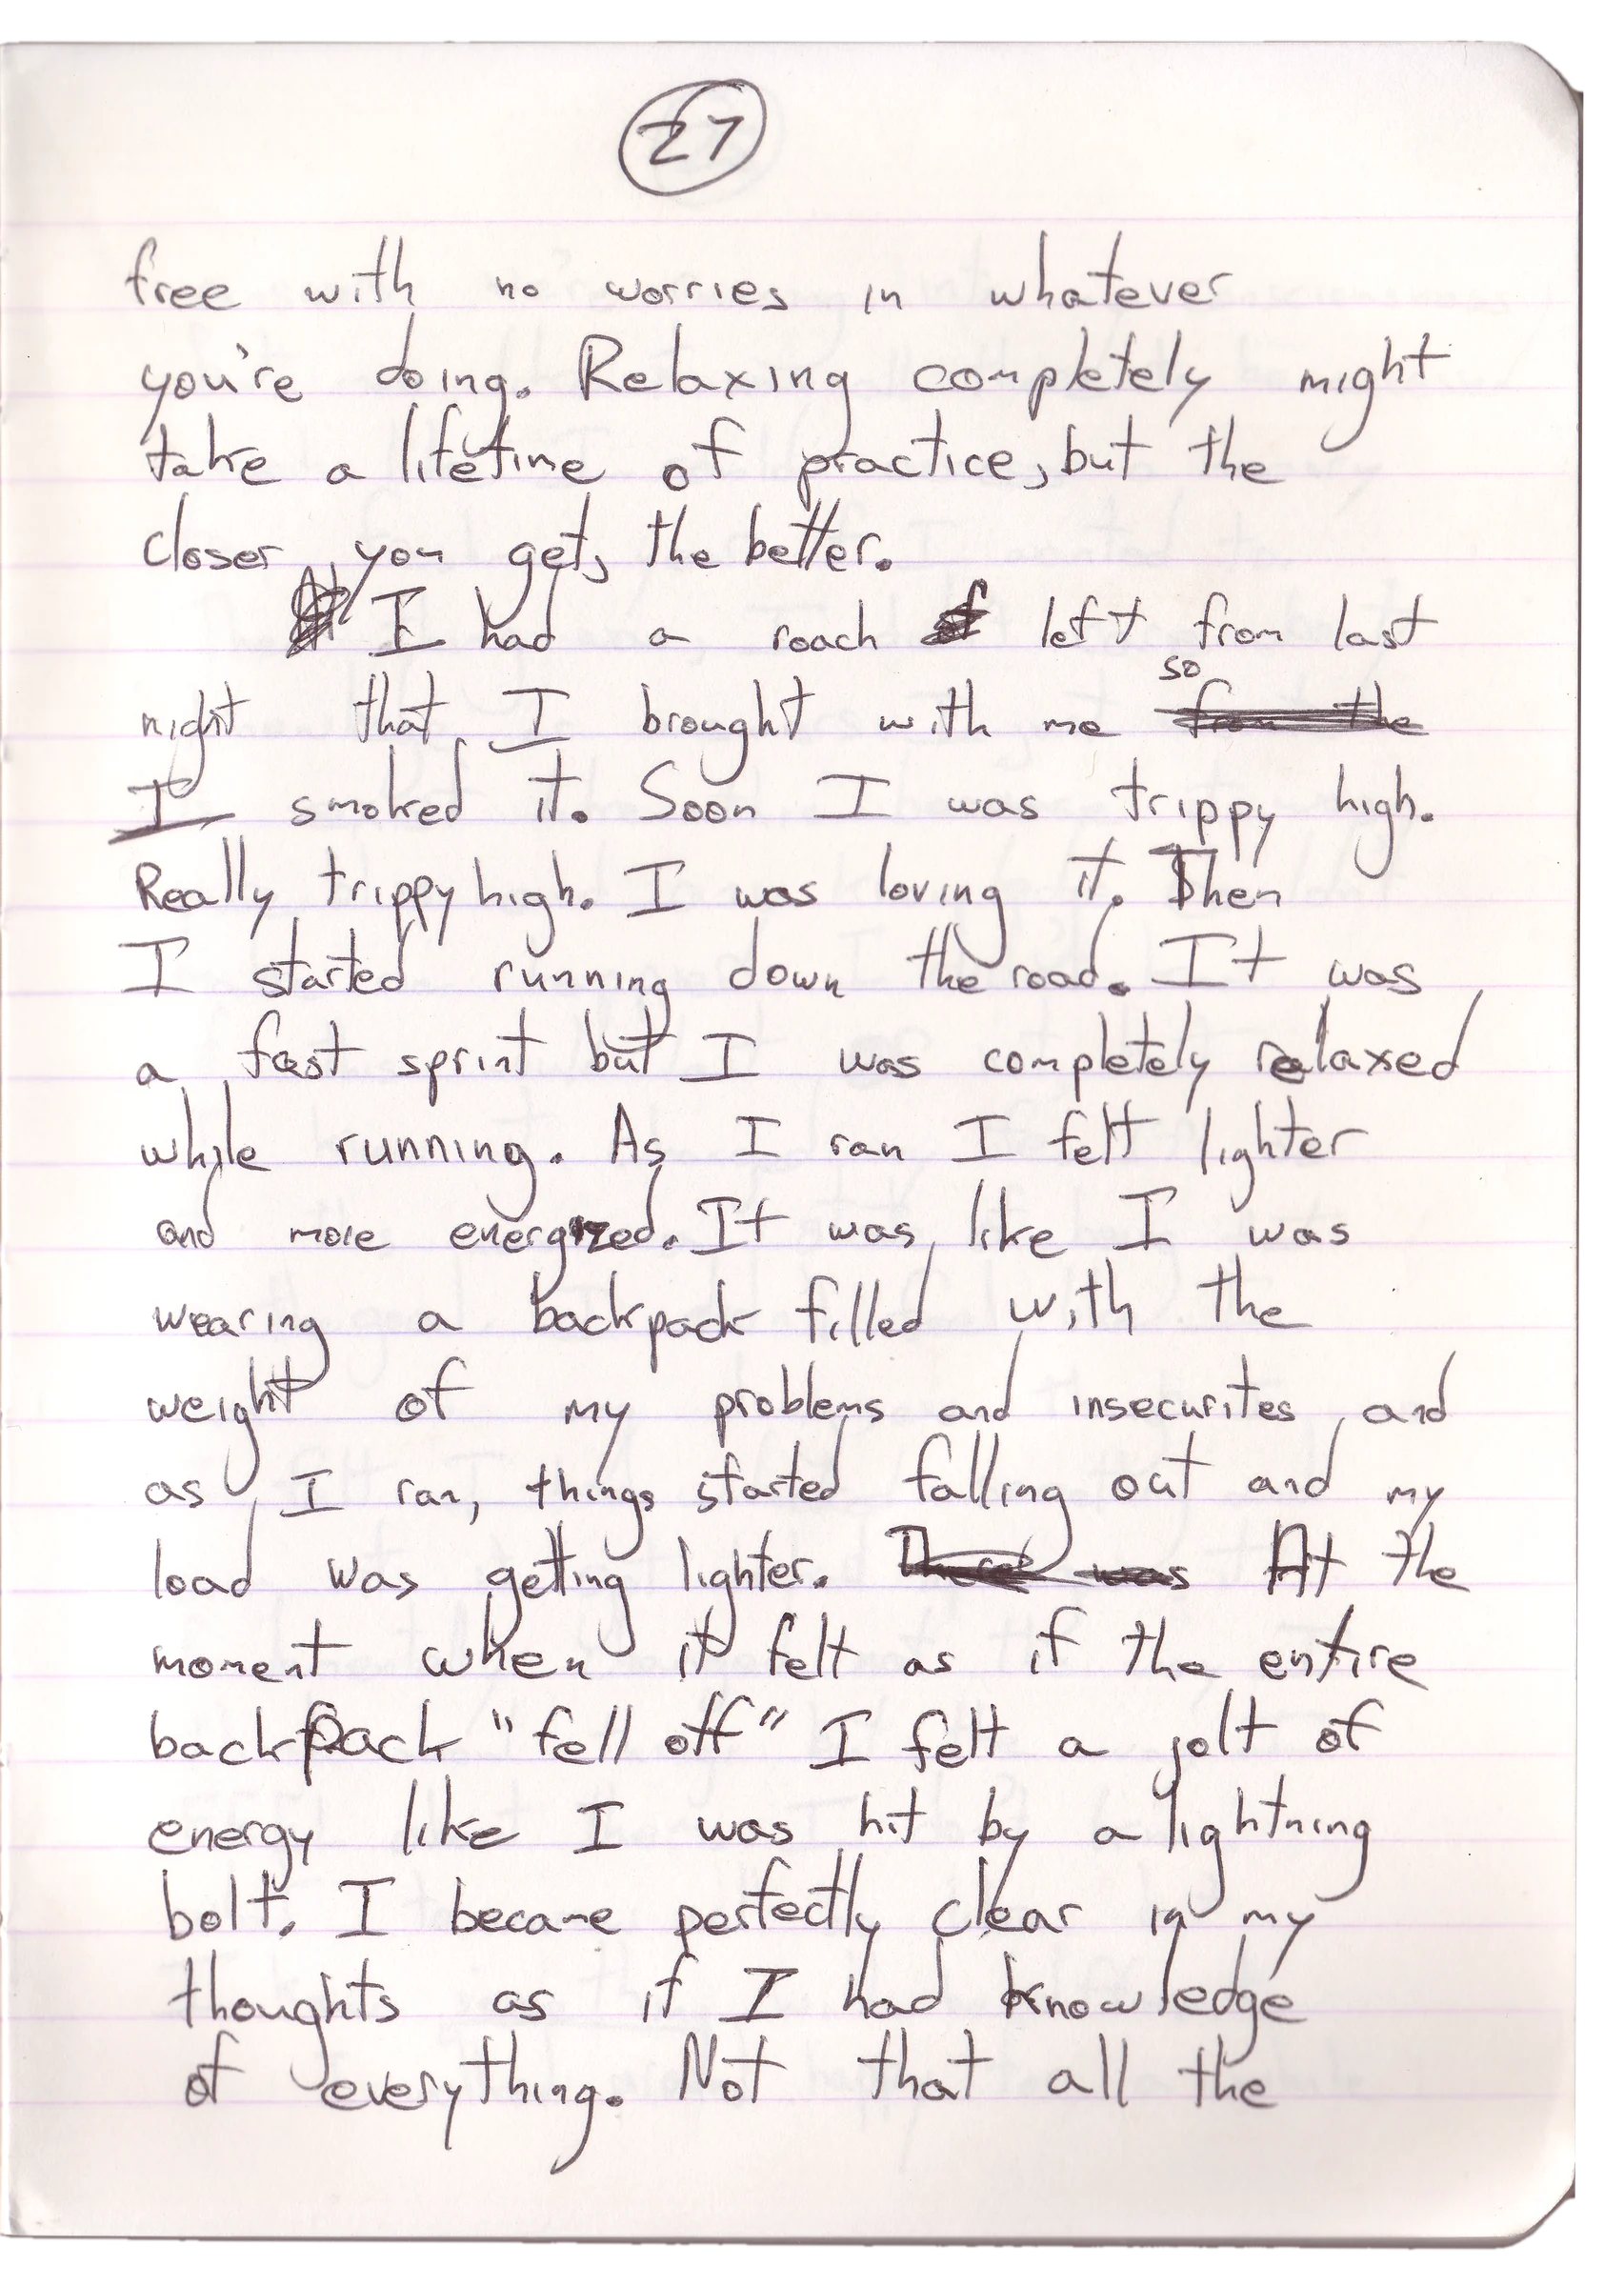 27
free with no worries in whatever
you're doing. Relaxing completely might
take a lifetime of practice, but the
closer you get, the better.
I had a roach left from last
night that I brought with me so
I smoked it. Soon I was trippy high.
Really trippy high. I was loving it. Then
I started running down the road. It was
a fast sprint but I was completely relaxed
while running. As I ran I felt lighter
and more energized. It was like I was
wearing a backpack filled with the
weight of my problems and insecurites and
as I ran, things started falling out and my
load was getting lighter. At the
moment when it felt as if the entire
backpack "fell off" I felt a jolt of
energy like I was hit by a lightning
bolt. I became perfectly clear in my
thoughts as if I had knowledge
of everything. Not that all the